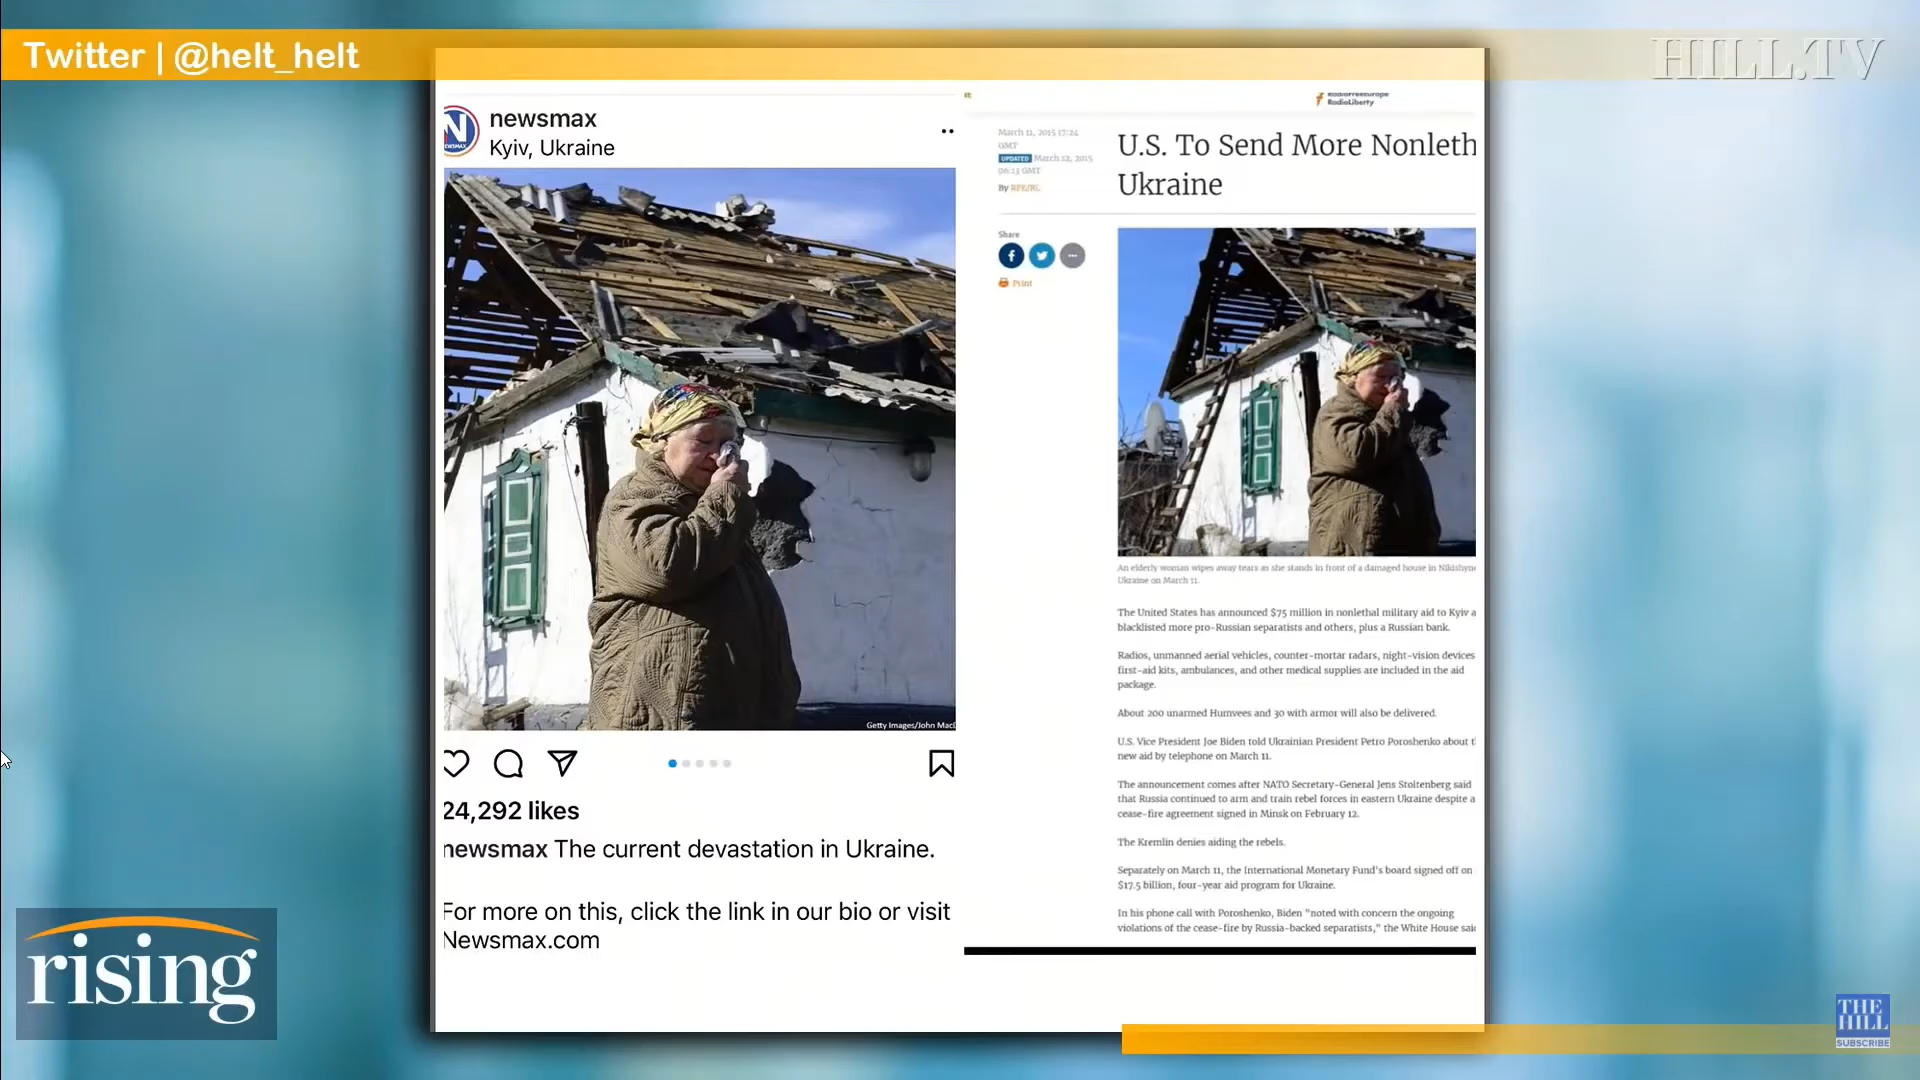 Twitter | @helt_helt
HILL.TV
newsmax
Kyiv, Ukraine
Getty Images/John Mac
24,292 likes
newsmax The current devastation in Ukraine.
For more on this, click the link in our bio or visit
Newsmax.com
RadioFreeEurope
RadioLiberty
March 11, 2015 17:24
GMT
UPDATED March 12, 2015
06:13 GMT
By RFE/RL
U.S. To Send More Nonleth
Ukraine
Share
Print
An elderly woman wipes away tears as she stands in front of a damaged house in Nikishyn
Ukraine on March 11.
The United States has announced $75 million in nonlethal military aid to Kyiv a
blacklisted more pro-Russian separatists and others, plus a Russian bank.
Radios, unmanned aerial vehicles, counter-mortar radars, night-vision devices
first-aid kits, ambulances, and other medical supplies are included in the aid
package.
About 200 unarmed Humvees and 30 with armor will also be delivered.
U.S. Vice President Joe Biden told Ukrainian President Petro Poroshenko about t
new aid by telephone on March 11.
The announcement comes after NATO Secretary-General Jens Stoltenberg said
that Russia continued to arm and train rebel forces in eastern Ukraine despite a
cease-fire agreement signed in Minsk on February 12.
The Kremlin denies aiding the rebels.
Separately on March 11, the International Monetary Fund's board signed off on
$17.5 billion, four-year aid program for Ukraine.
In his phone call with Poroshenko, Biden "noted with concern the ongoing
violations of the cease-fire by Russia-backed separatists," the White House sai
rising
THE
HILL
SUBSCRIBE